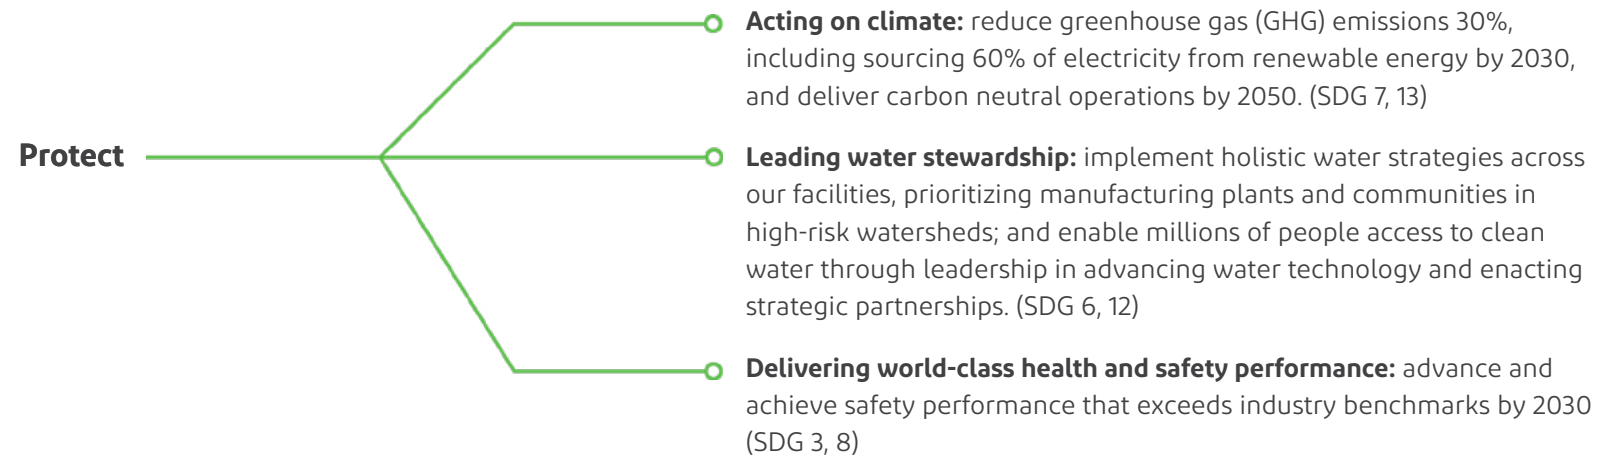 Protect
Acting on climate: reduce greenhouse gas (GHG) emissions 30%,
including sourcing 60% of electricity from renewable energy by 2030,
and deliver carbon neutral operations by 2050. (SDG 7, 13)
Leading water stewardship: implement holistic water strategies across
our facilities, prioritizing manufacturing plants and communities in
high-risk watersheds; and enable millions of people access to clean
water through leadership in advancing water technology and enacting
strategic partnerships. (SDG 6, 12)
Delivering world-class health and safety performance: advance and
achieve safety performance that exceeds industry benchmarks by 2030
(SDG 3, 8)